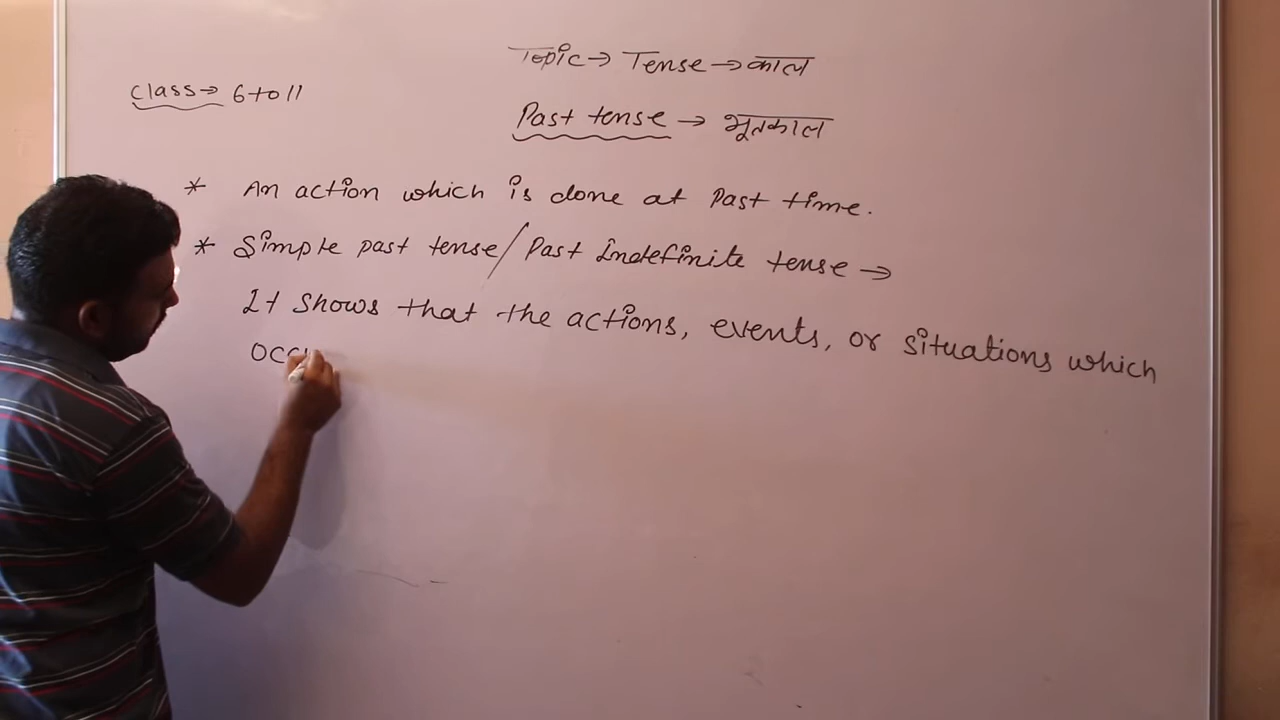 Topic → Tense → काल
Class → 6 to 11
Past tense → भूतकाल
* An action which is done at Past time.
* Simple past tense / Past Indefinite tense →
It shows that the actions, events, or situations which